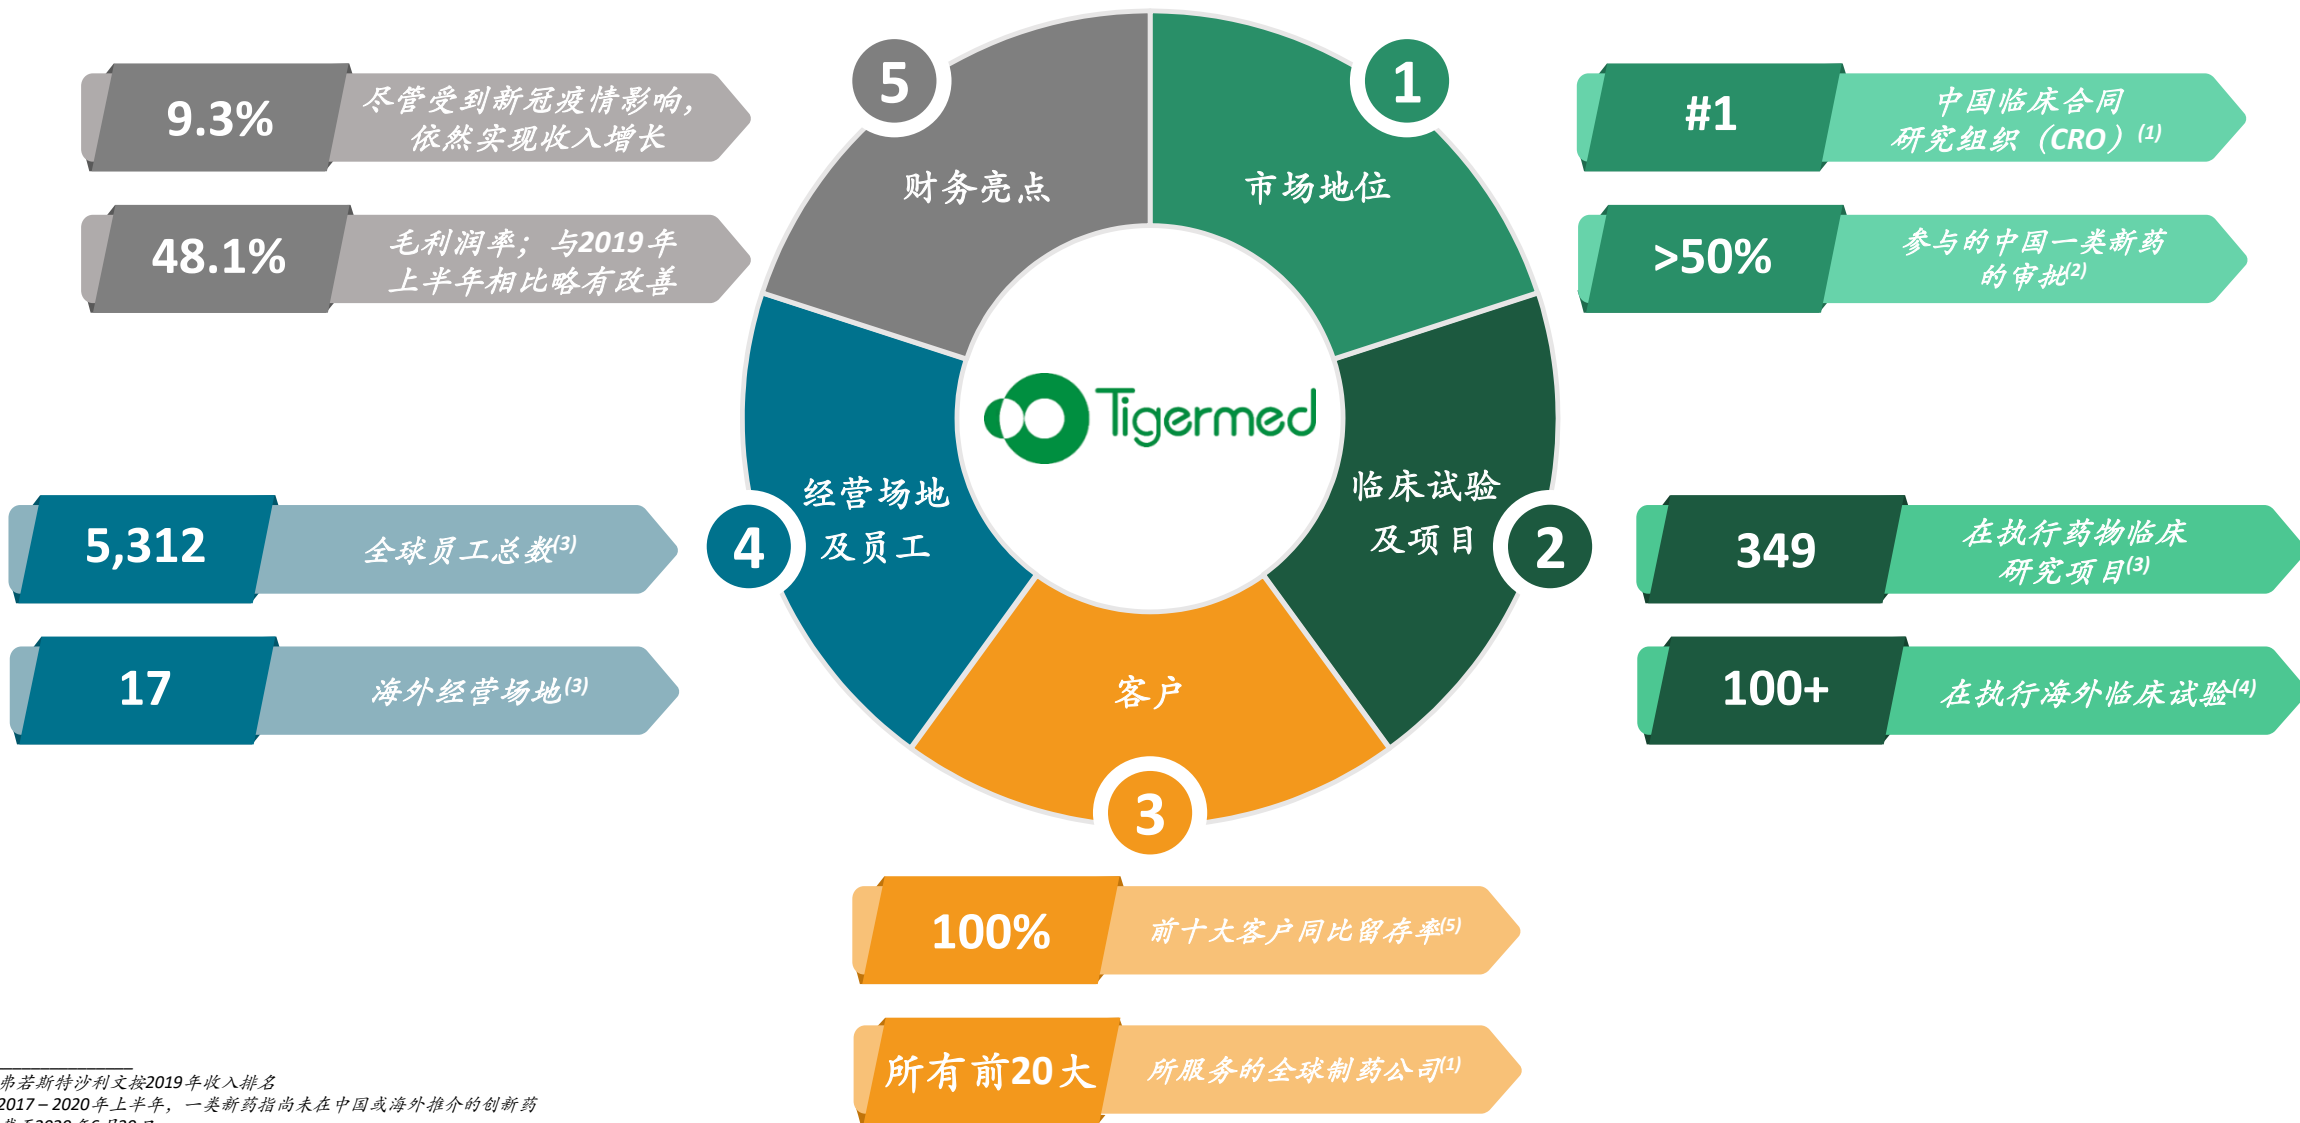 5
9.3%
尽管受到新冠疫情影响，
依然实现收入增长
48.1%
毛利润率；与2019年
上半年相比略有改善
财务亮点
1
#1
中国临床合同
研究组织（CRO）(1)
>50%
参与的中国一类新药
的审批(2)
市场地位
Tigermed
4
5,312
全球员工总数(3)
17
海外经营场地(3)
经营场地
及员工
临床试验
及项目
2
349
在执行药物临床
研究项目(3)
100+
在执行海外临床试验(4)
客户
3
100%
前十大客户同比留存率(5)
所有前20大
所服务的全球制药公司(1)
弗若斯特沙利文按2019年收入排名
2017 – 2020年上半年，一类新药指尚未在中国或海外推介的创新药